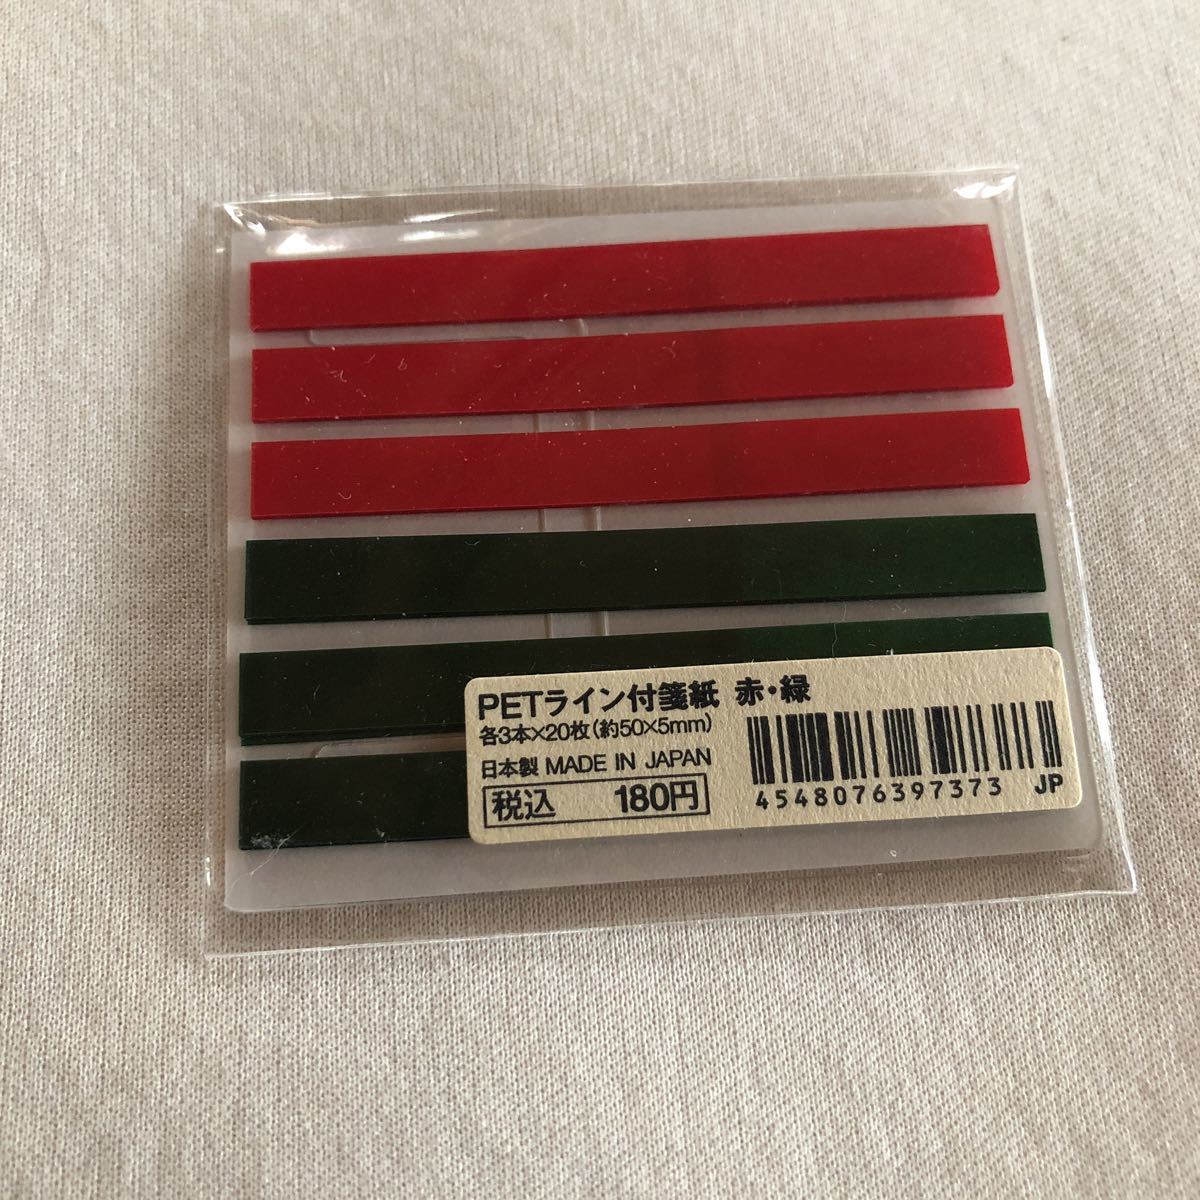 PETライン付箋紙 赤・緑
各3本×20枚(約50×5mm)
日本製 MADE IN JAPAN
税込 180円
4548076397373 JP